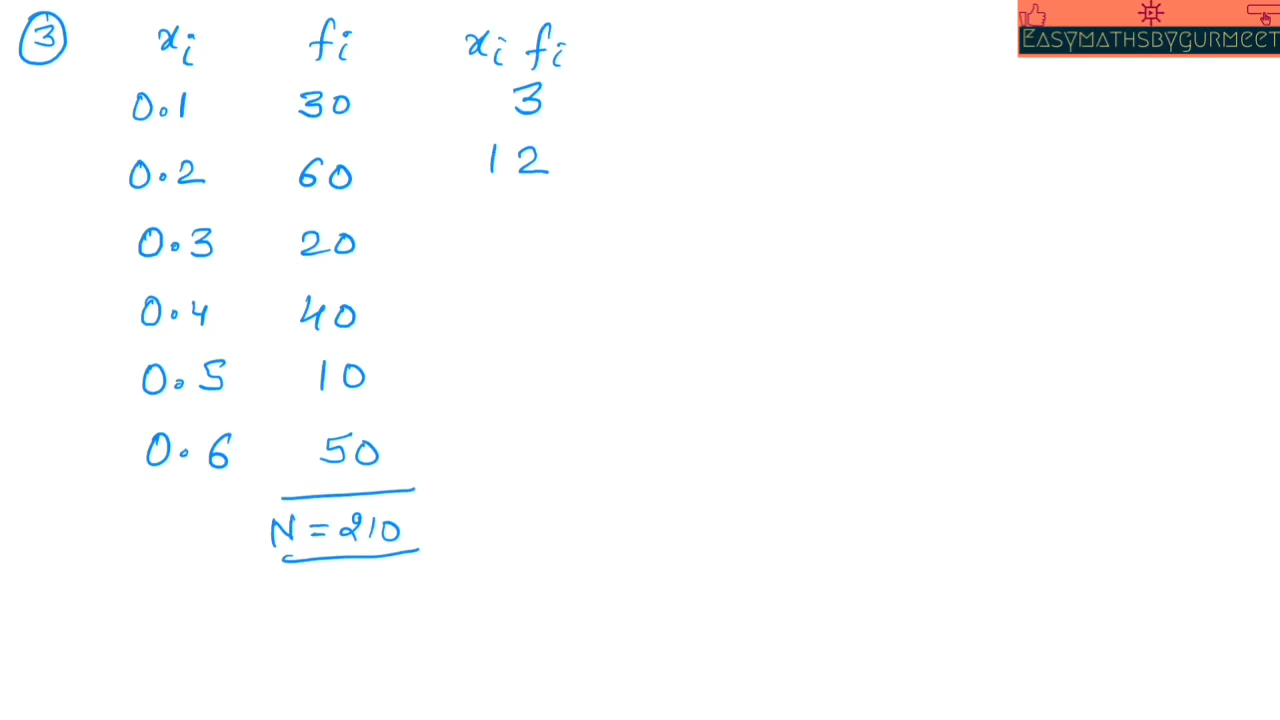 ③ xᵢ fᵢ xᵢ fᵢ
0.1 30 3
0.2 60 12
0.3 20
0.4 40
0.5 10
0.6 50
N = 210
EASYMATHSBYGURMEET